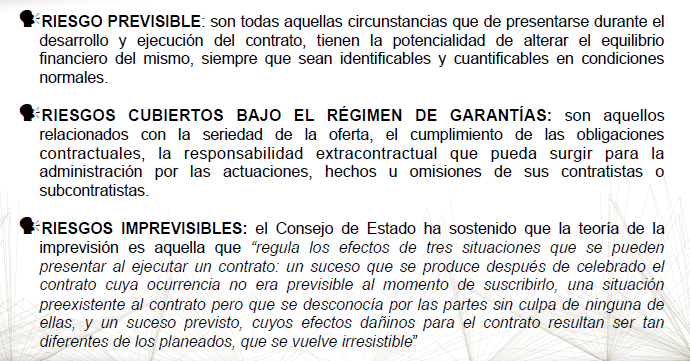 RIESGO PREVISIBLE: son todas aquellas circunstancias que de presentarse durante el
desarrollo y ejecución del contrato, tienen la potencialidad de alterar el equilibrio
financiero del mismo, siempre que sean identificables y cuantificables en condiciones
normales.
RIESGOS CUBIERTOS BAJO EL RÉGIMEN DE GARANTÍAS: son aquellos
relacionados con la seriedad de la oferta, el cumplimiento de las obligaciones
contractuales, la responsabilidad extracontractual que pueda surgir para la
administración por las actuaciones, hechos u omisiones de sus contratistas o
subcontratistas.
RIESGOS IMPREVISIBLES: el Consejo de Estado ha sostenido que la teoría de la
imprevisión es aquella que “regula los efectos de tres situaciones que se pueden
presentar al ejecutar un contrato: un suceso que se produce después de celebrado el
contrato cuya ocurrencia no era previsible al momento de suscribirlo, una situación
preexistente al contrato pero que se desconocía por las partes sin culpa de ninguna de
ellas, y un suceso previsto, cuyos efectos dañinos para el contrato resultan ser tan
diferentes de los planeados, que se vuelve irresistible”